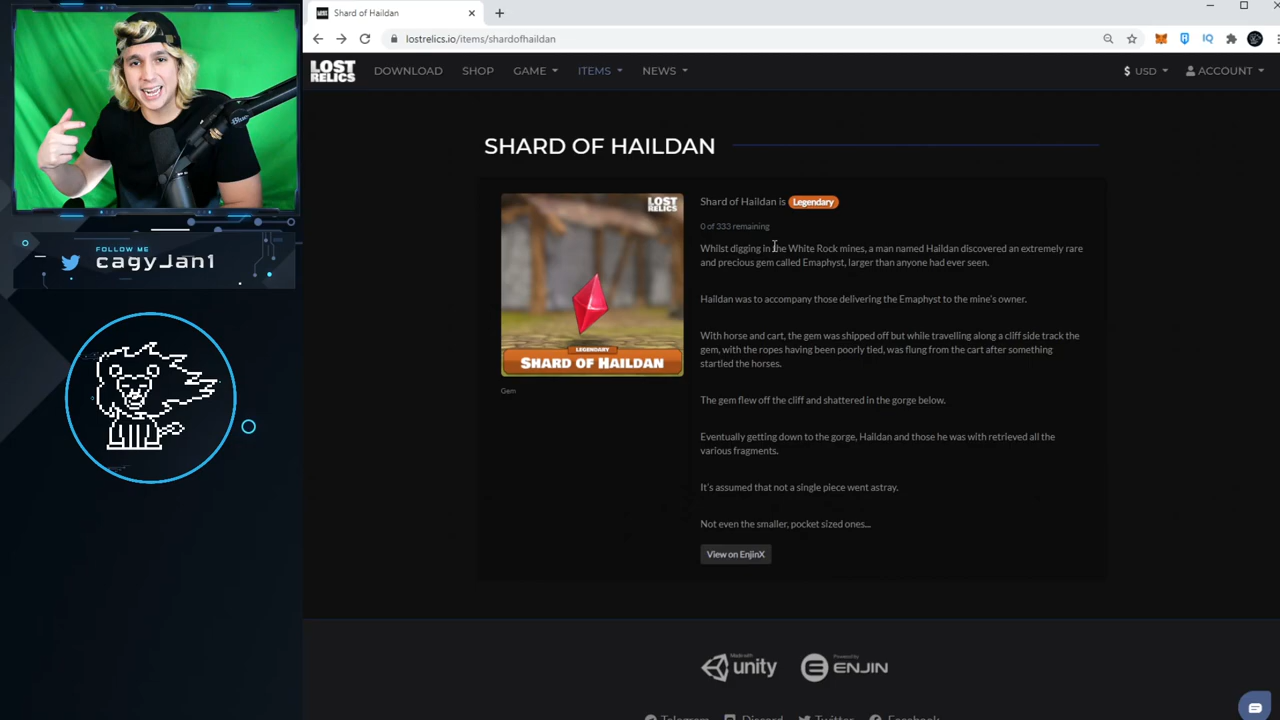 Shard of Haildan
lostrelics.io/items/shardofhaildan
LOST RELICS
DOWNLOAD SHOP GAME ITEMS NEWS $ USD ACCOUNT
SHARD OF HAILDAN
LOST RELICS
LEGENDARY
SHARD OF HAILDAN
Gem
Shard of Haildan is Legendary
0 of 333 remaining
Whilst digging in the White Rock mines, a man named Haildan discovered an extremely rare
and precious gem called Emaphyst, larger than anyone had ever seen.
Haildan was to accompany those delivering the Emaphyst to the mine's owner.
With horse and cart, the gem was shipped off but while travelling along a cliff side track the
gem, with the ropes having been poorly tied, was flung from the cart after something
startled the horses.
The gem flew off the cliff and shattered in the gorge below.
Eventually getting down to the gorge, Haildan and those he was with retrieved all the
various fragments.
It's assumed that not a single piece went astray.
Not even the smaller, pocket sized ones...
View on EnjinX
Made with unity
Powered by ENJIN
Telegram Discord Twitter Facebook
Blue
FOLLOW ME
cagyJan1